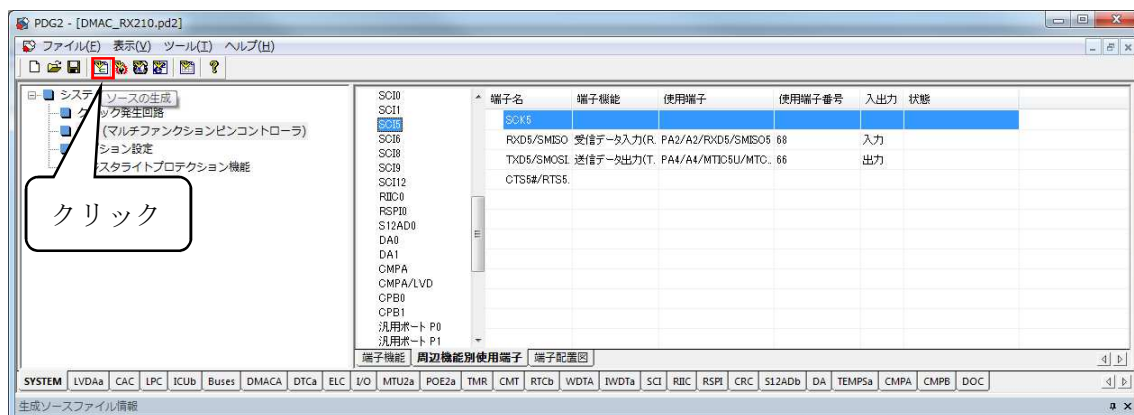 PDG2 - [DMAC_RX210.pd2]
ファイル(F) 表示(V) ツール(T) ヘルプ(H)
システ
ソースの生成
ク ック発生回路
(マルチファンクションピンコントローラ)
ション設定
スタライトプロテクション機能
クリック
SCI0
SCI1
SCI5
SCI6
SCI8
SCI9
SCI12
RIIC0
RSPI0
S12AD0
DA0
DA1
CMPA
CMPA/LVD
CPB0
CPB1
汎用ポート P0
汎用ポート P1
端子名 端子機能 使用端子 使用端子番号 入出力 状態
SCK5
RXD5/SMISO 受信データ入力(R. PA2/A2/RXD5/SMISO5 68 入力
TXD5/SMOSI. 送信データ出力(T. PA4/A4/MTIC5U/MTC.. 66 出力
CTS5#/RTS5.
端子機能 周辺機能別使用端子 端子配置図
SYSTEM LVDAa CAC LPC ICUb Buses DMACA DTCa ELC I/O MTU2a POE2a TMR CMT RTCb WDTA IWDTa SCI RIIC RSPI CRC S12ADb DA TEMPSa CMPA CMPB DOC
生成ソースファイル情報